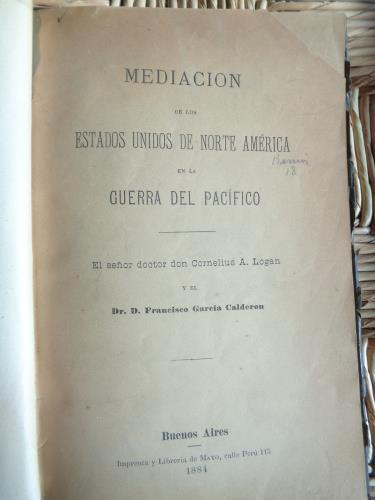 MEDIACION
DE LOS
ESTADOS UNIDOS DE NORTE AMÉRICA
EN LA
GUERRA DEL PACÍFICO
El señor doctor don Cornelius A. Logan
Y EL
Dr. D. Francisco García Calderon
Buenos Aires
Imprenta y Librería de MAYO, calle Perú 115
1884